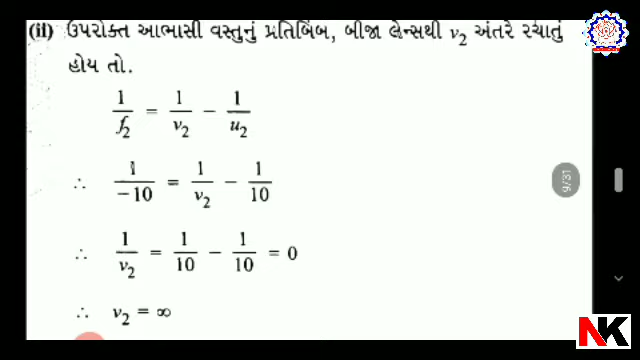 (ii) ઉપરોક્ત આભાસી વસ્તુનું પ્રતિબિંબ, બીજા લેન્સથી v₂ અંતરે રચાતું
હોય તો.
1/f₂ = 1/v₂ − 1/u₂
∴ 1/−10 = 1/v₂ − 1/10
∴ 1/v₂ = 1/10 − 1/10 = 0
∴ v₂ = ∞
9/31
NK